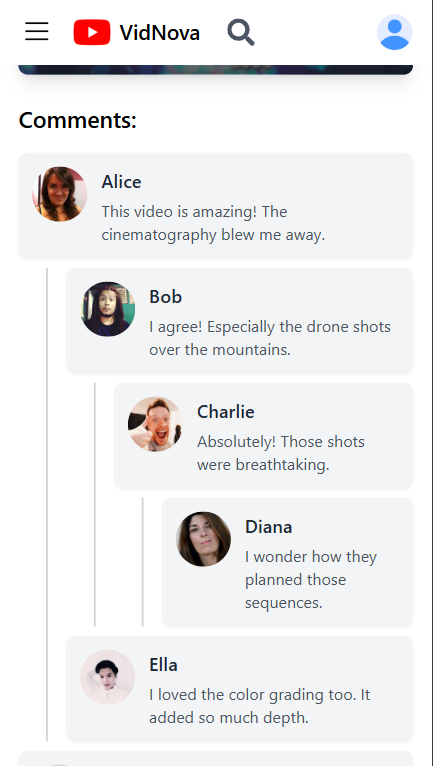 VidNova
Comments:
Alice
This video is amazing! The
cinematography blew me away.
Bob
I agree! Especially the drone shots
over the mountains.
Charlie
Absolutely! Those shots
were breathtaking.
Diana
I wonder how they
planned those
sequences.
Ella
I loved the color grading too. It
added so much depth.